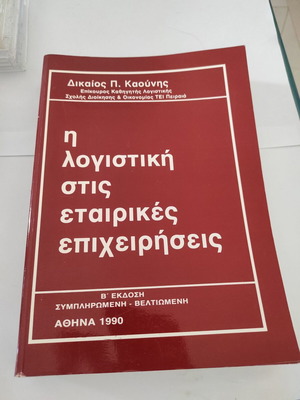 Δικαίος Π. Καούνης
Επίκουρος Καθηγητής Λογιστικής
Σχολής Διοίκησης & Οικονομίας ΤΕΙ Πειραιά
η
λογιστική
στις
εταιρικές
επιχειρήσεις
Β΄ ΕΚΔΟΣΗ
ΣΥΜΠΛΗΡΩΜΕΝΗ - ΒΕΛΤΙΩΜΕΝΗ
ΑΘΗΝΑ 1990